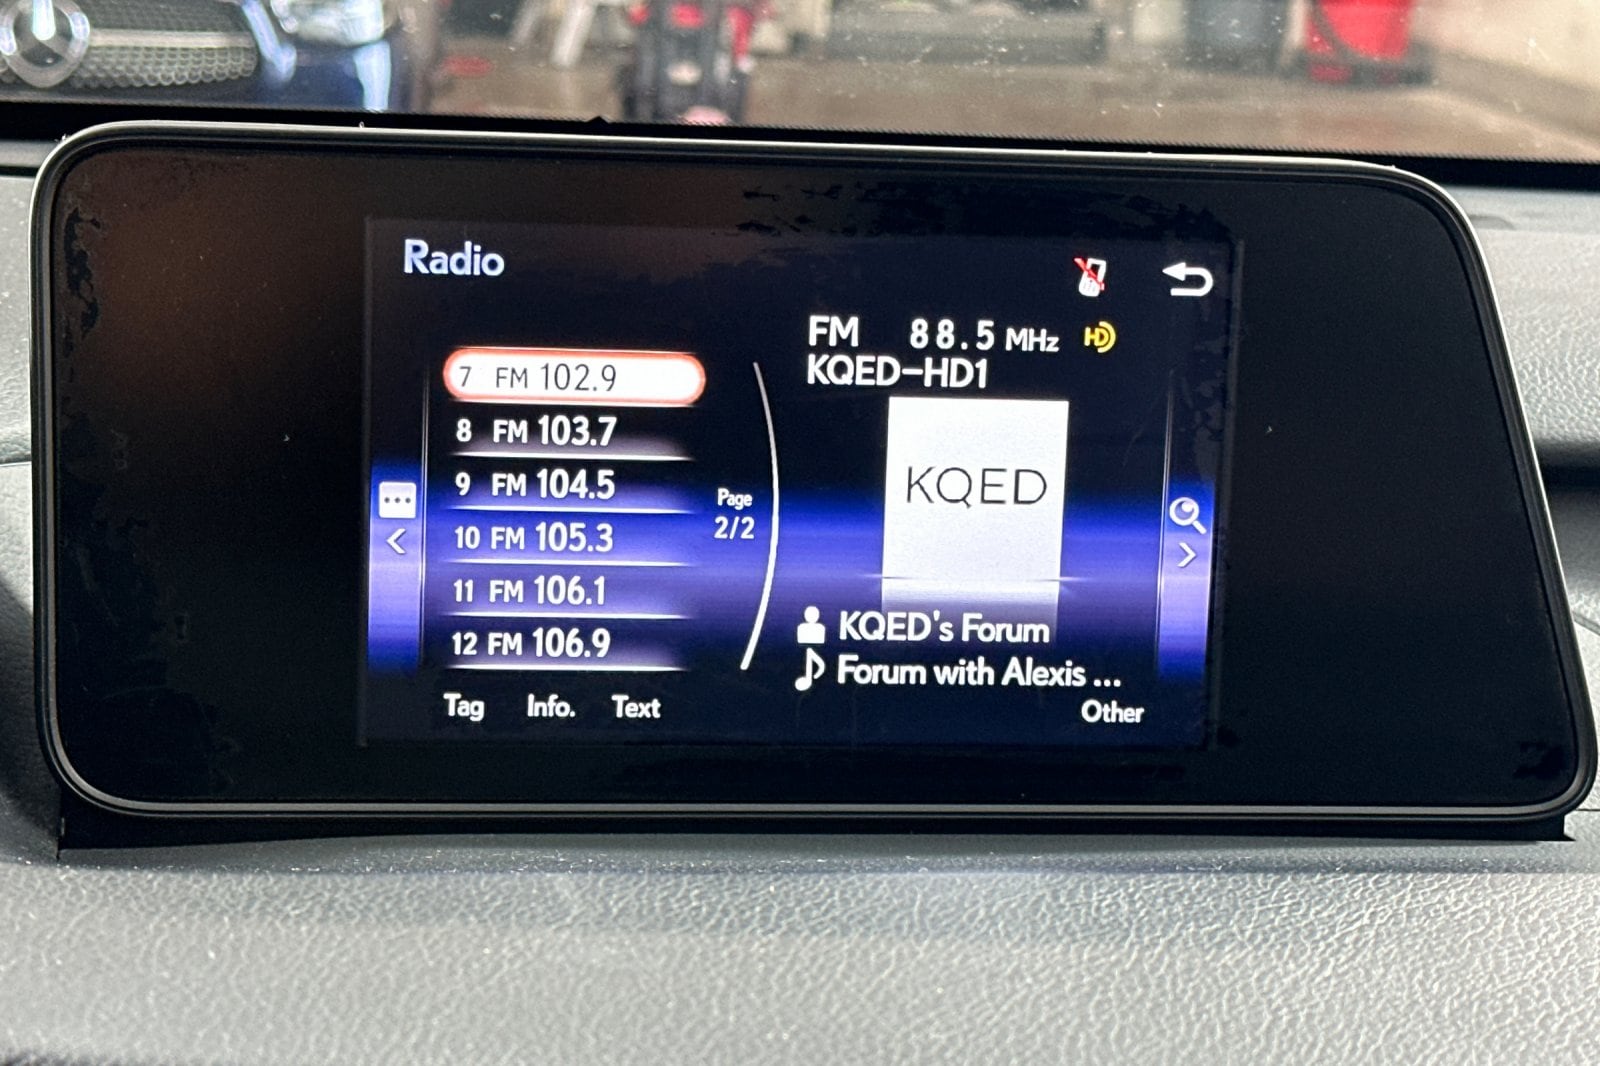 Radio
7 FM 102.9
8 FM 103.7
9 FM 104.5
10 FM 105.3
11 FM 106.1
12 FM 106.9
Page
2/2
Tag Info. Text
FM 88.5 MHz HD
KQED-HD1
KQED
KQED's Forum
Forum with Alexis ...
Other